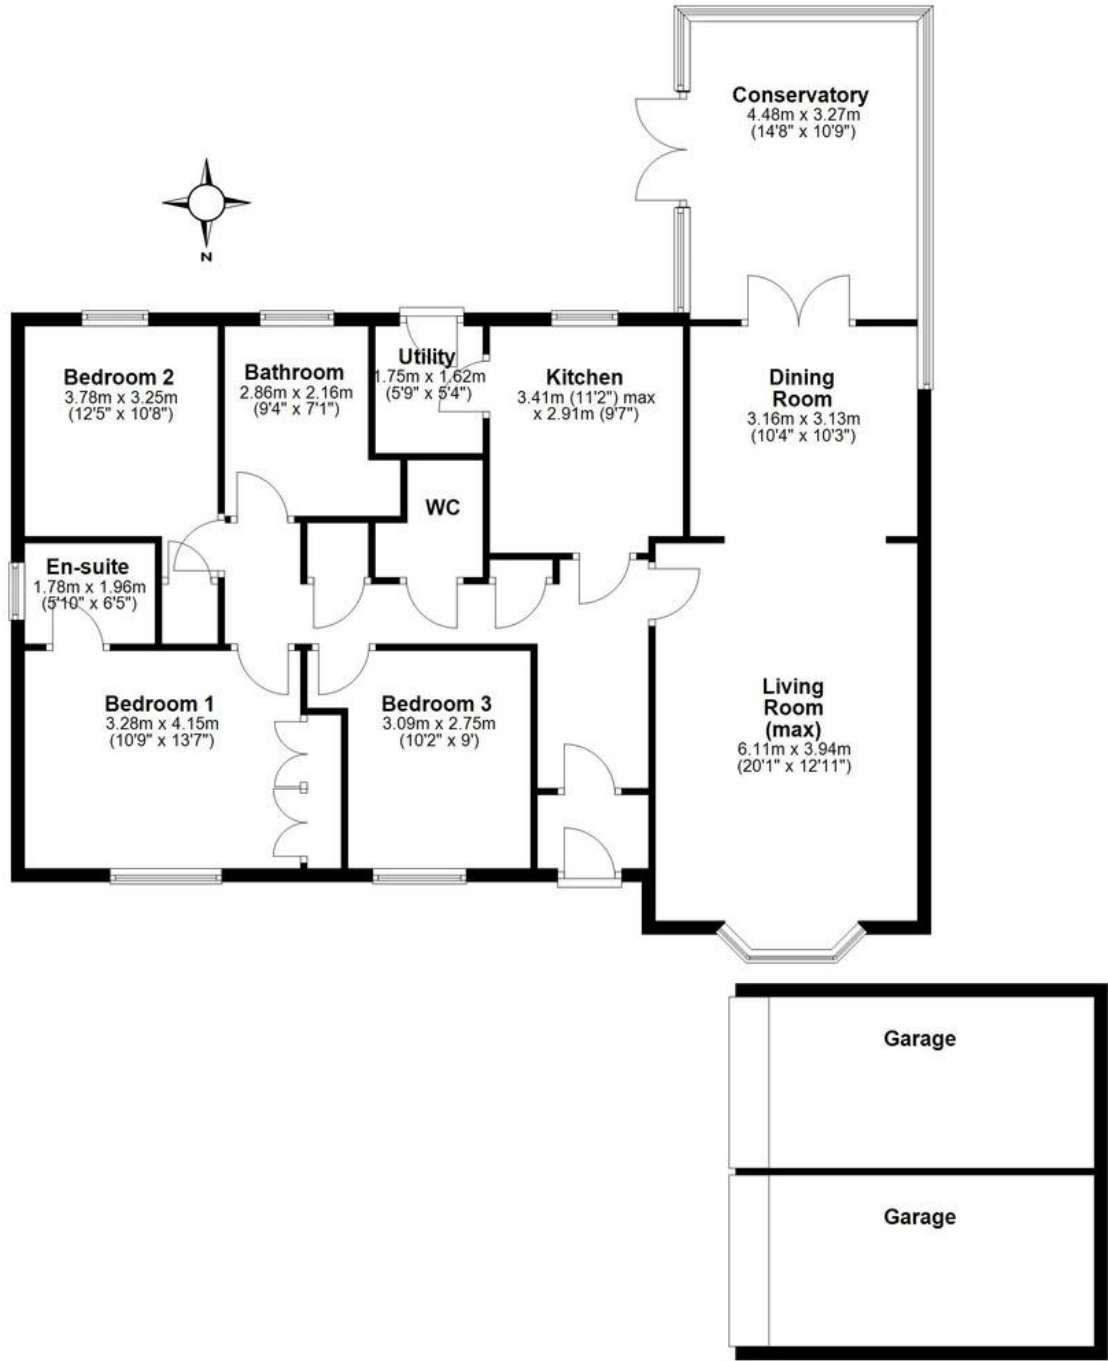 Conservatory
4.48m x 3.27m
(14'8" x 10'9")
N
Bedroom 2
3.78m x 3.25m
(12'5" x 10'8")
Bathroom
2.86m x 2.16m
(9'4" x 7'1")
Utility
1.75m x 1.62m
(5'9" x 5'4")
Kitchen
3.41m (11'2") max
x 2.91m (9'7")
Dining
Room
3.16m x 3.13m
(10'4" x 10'3")
WC
En-suite
1.78m x 1.96m
(5'10" x 6'5")
Bedroom 1
3.28m x 4.15m
(10'9" x 13'7")
Bedroom 3
3.09m x 2.75m
(10'2" x 9')
Living
Room
(max)
6.11m x 3.94m
(20'1" x 12'11")
Garage
Garage